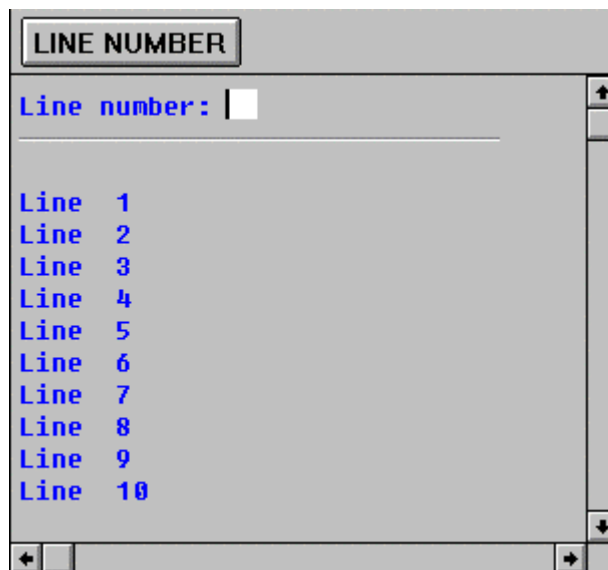 LINE NUMBER
Line number:
Line 1
Line 2
Line 3
Line 4
Line 5
Line 6
Line 7
Line 8
Line 9
Line 10